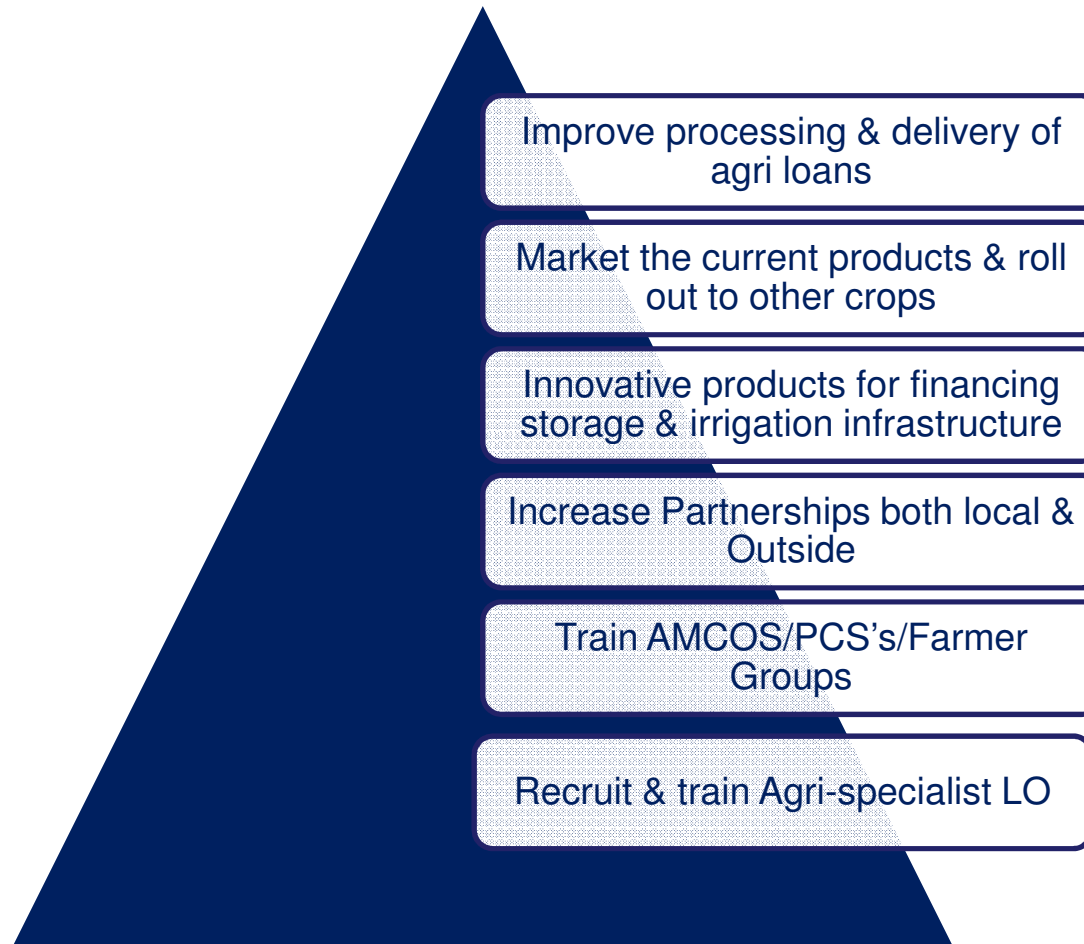 Improve processing & delivery of
agri loans
Market the current products & roll
out to other crops
Innovative products for financing
storage & irrigation infrastructure
Increase Partnerships both local &
Outside
Train AMCOS/PCS’s/Farmer
Groups
Recruit & train Agri-specialist LO